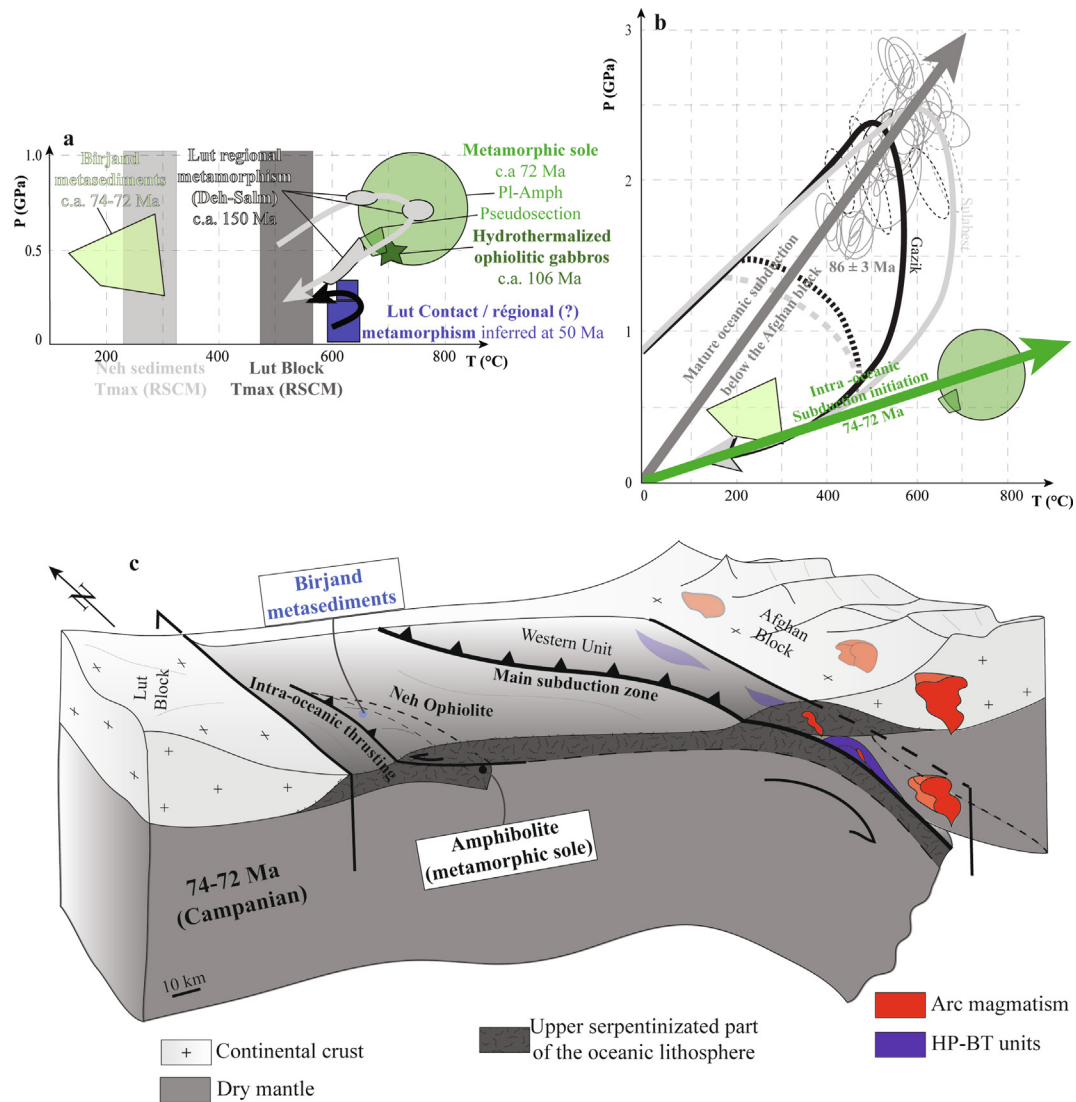 a
P (GPa)
1.0
0.5
0
Birjand
metasediments
c.a. 74-72 Ma
Lut regional
metamorphism
(Deh-Salm)
c.a. 150 Ma
Metamorphic sole
c.a 72 Ma
Pl-Amph
Pseudosection
Hydrothermalized
ophiolitic gabbros
c.a. 106 Ma
Lut Contact / régional (?)
metamorphism inferred at 50 Ma
200
400
600
800
T (°C)
Neh sediments
Tmax (RSCM)
Lut Block
Tmax (RSCM)
b
P (GPa)
3
2
1
0
86 ± 3 Ma
Gazik
Sulabest
Mature oceanic subduction
below the Afghan block
Intra -oceanic
Subduction initiation
74-72 Ma
0
200
400
600
800
T (°C)
c
N
Birjand
metasediments
Lut
Block
Western Unit
Main subduction zone
Afghan
Block
Neh Ophiolite
Intra-oceanic thrusting
Amphibolite
(metamorphic sole)
74-72 Ma
(Campanian)
10 km
Continental crust
Dry mantle
Upper serpentinizated part
of the oceanic lithosphere
Arc magmatism
HP-BT units